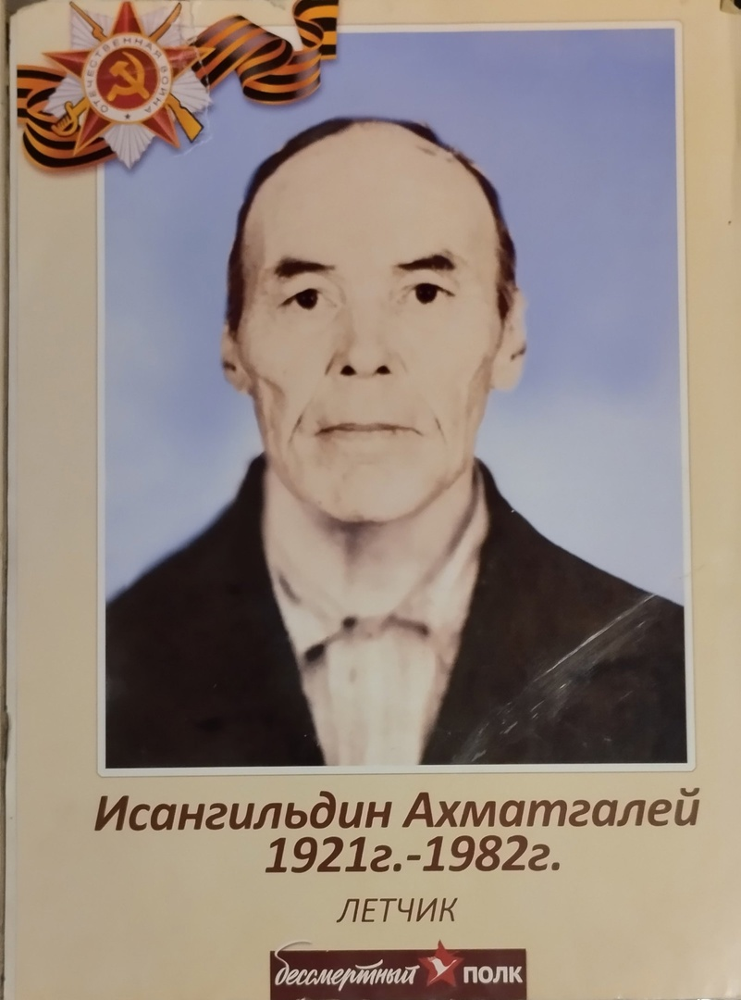 ОТЕЧЕСТВЕННАЯ ВОЙНА
Исангильдин Ахматгалей
1921г.-1982г.
ЛЕТЧИК
бессмертный полк